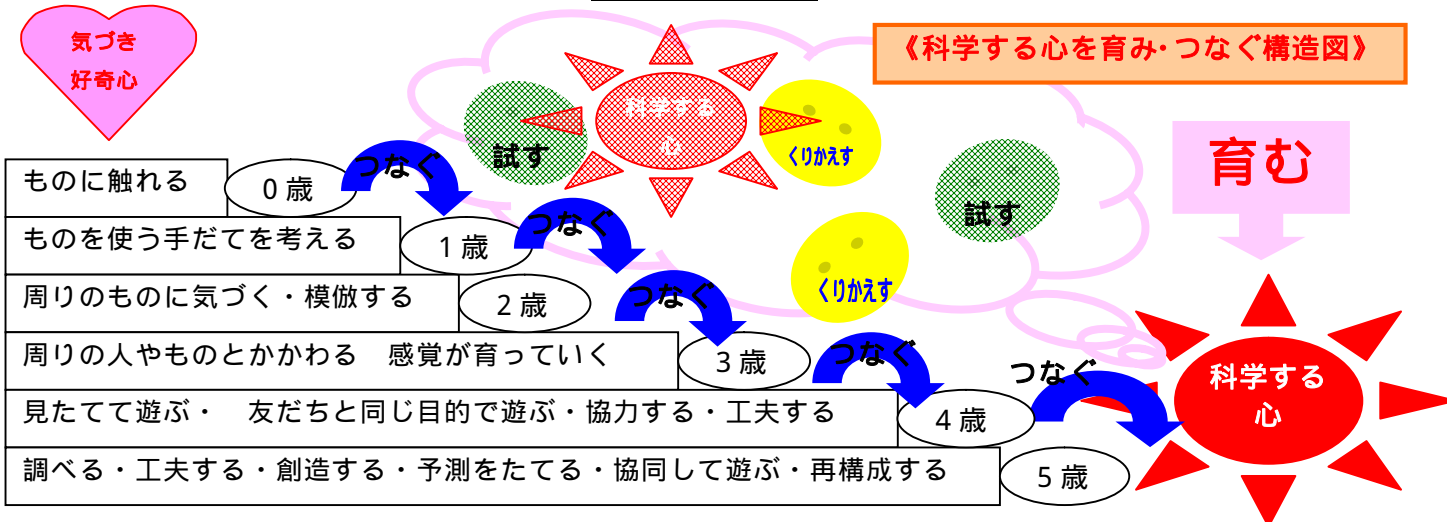 気づき
好奇心
《科学する心を育み・つなぐ構造図》
科学する
心
試す
くりかえす
試す
くりかえす
育む
ものに触れる
0歳
つなぐ
ものを使う手だてを考える
1歳
つなぐ
周りのものに気づく・模倣する
2歳
つなぐ
周りの人やものとかかわる　感覚が育っていく
3歳
つなぐ
見たてて遊ぶ・　友だちと同じ目的で遊ぶ・協力する・工夫する
4歳
つなぐ
調べる・工夫する・創造する・予測をたてる・協同して遊ぶ・再構成する
5歳
科学する
心